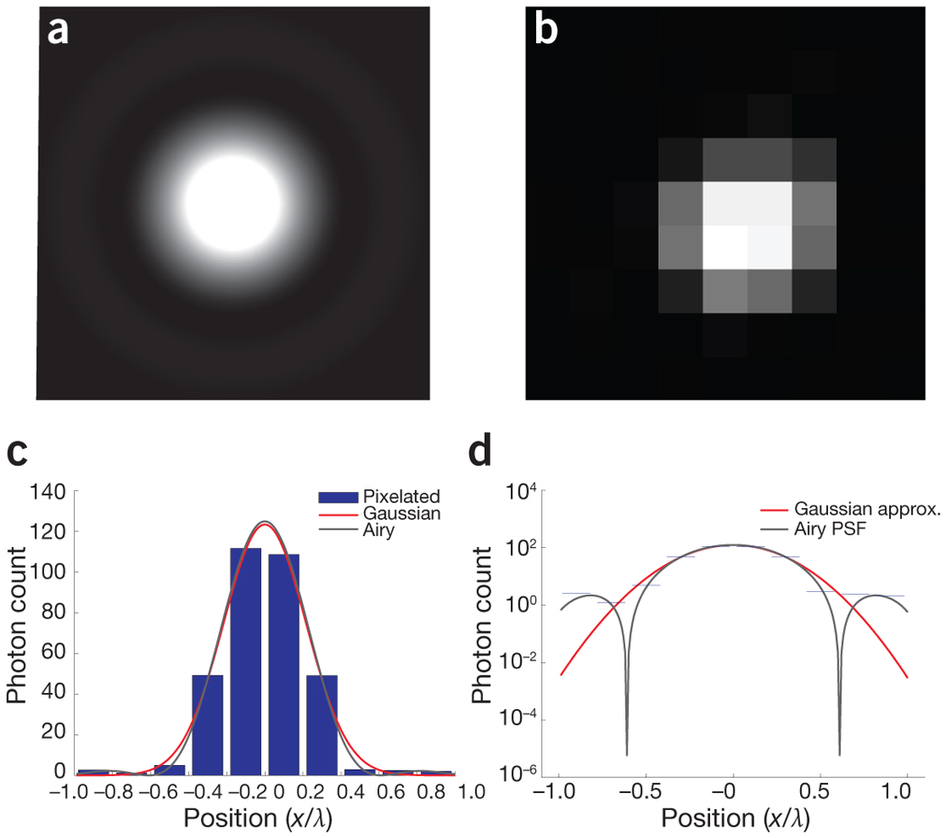 a
b
c
140
120
100
80
60
40
20
0
Photon count
Pixelated
Gaussian
Airy
−1.0 −0.8 −0.6 −0.4 −0.2 0 0.2 0.4 0.6 0.8 1.0
Position (x/λ)
d
10⁴
10²
10⁰
10⁻²
10⁻⁴
10⁻⁶
Photon count
Gaussian approx.
Airy PSF
−1.0 −0.5 −0 0.5 1.0
Position (x/λ)